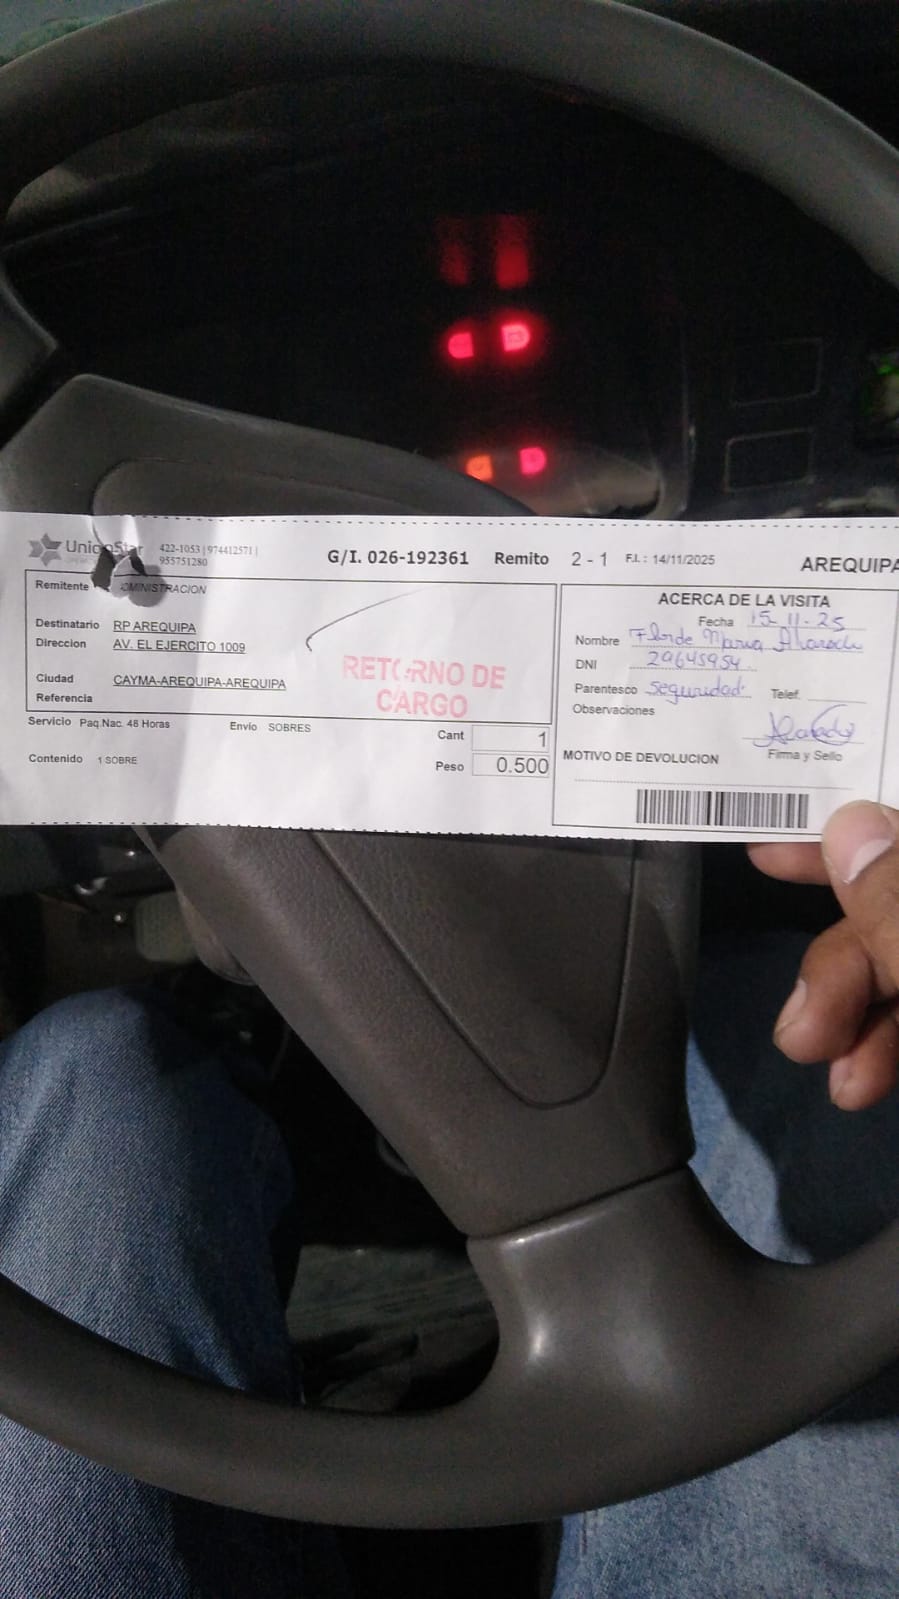 422-1053 | 974412571 |
955751280
G/I. 026-192361 Remito 2 - 1 F.I.: 14/11/2025 AREQUIPA
Remitente
Destinatario RP AREQUIPA
Direccion AV. EL EJERCITO 1009
Ciudad CAYMA-AREQUIPA-AREQUIPA
Referencia
Servicio Paq.Nac. 48 Horas Envio SOBRES
Contenido 1 SOBRE
RETORNO DE
CARGO
Cant 1
Peso 0.500
ACERCA DE LA VISITA
Fecha 15-11-25
Nombre Flor de Maria
DNI 29645954
Parentesco seguridad Telef.
Observaciones
Firma y Sello
MOTIVO DE DEVOLUCION